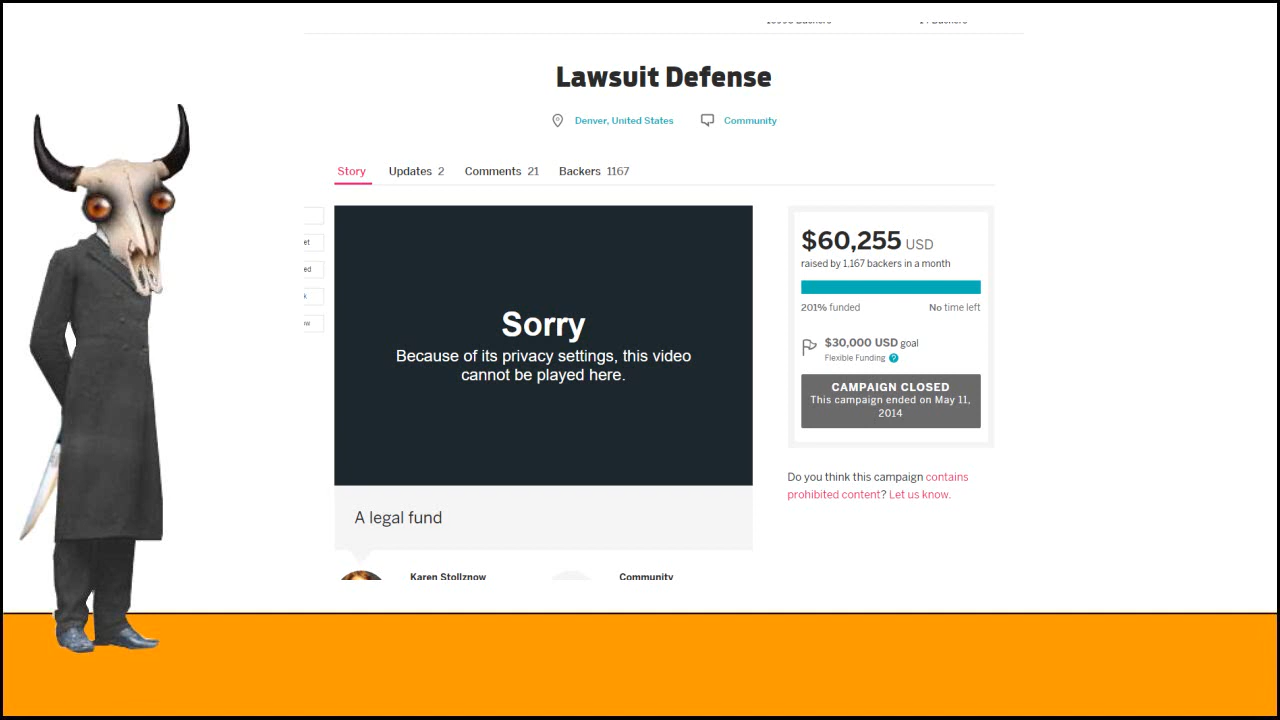 Lawsuit Defense
Denver, United States Community
Story Updates 2 Comments 21 Backers 1167
Sorry
Because of its privacy settings, this video
cannot be played here.
A legal fund
Karen Stollznow Community
$60,255 USD
raised by 1,167 backers in a month
201% funded No time left
$30,000 USD goal
Flexible Funding ?
CAMPAIGN CLOSED
This campaign ended on May 11,
2014
Do you think this campaign contains
prohibited content? Let us know.